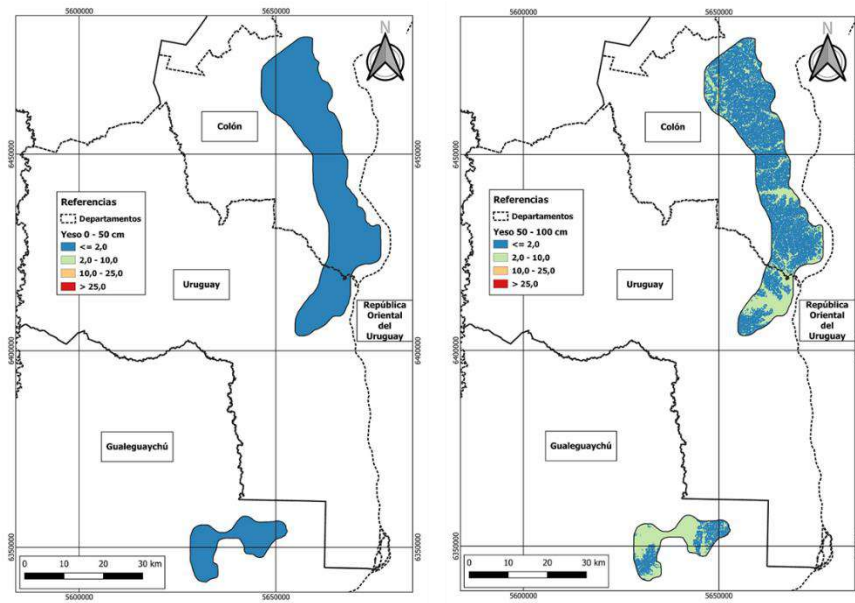 5600000
5650000
N
Colón
6450000
Referencias
Departamentos
Yeso 0 - 50 cm
<= 2,0
2,0 - 10,0
10,0 - 25,0
> 25,0
Uruguay
República
Oriental
del
Uruguay
6400000
Gualeguaychú
6350000
0 10 20 30 km
5600000
5650000
5600000
5650000
N
Colón
6450000
Referencias
Departamentos
Yeso 50 - 100 cm
<= 2,0
2,0 - 10,0
10,0 - 25,0
> 25,0
Uruguay
República
Oriental
del
Uruguay
6400000
Gualeguaychú
6350000
0 10 20 30 km
5600000
5650000